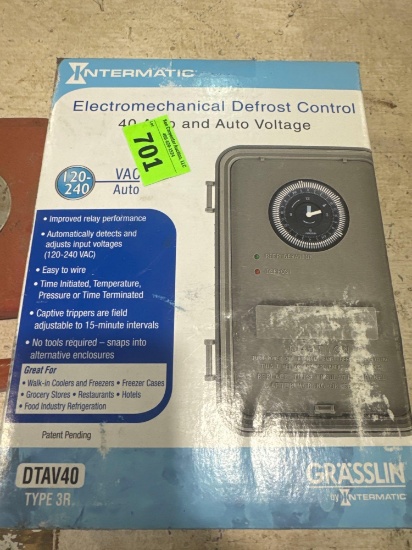 INTERMATIC
Electromechanical Defrost Control
40 Amp and Auto Voltage
701
120-
240
VAC
Auto
• Improved relay performance
• Automatically detects and
adjusts input voltages
(120-240 VAC)
• Easy to wire
• Time Initiated, Temperature,
Pressure or Time Terminated
• Captive trippers are field
adjustable to 15-minute intervals
• No tools required – snaps into
alternative enclosures
Great For
• Walk-in Coolers and Freezers • Freezer Cases
• Grocery Stores • Restaurants • Hotels
• Food Industry Refrigeration
Patent Pending
DTAV40
TYPE 3R
GRÄSSLIN
BY INTERMATIC